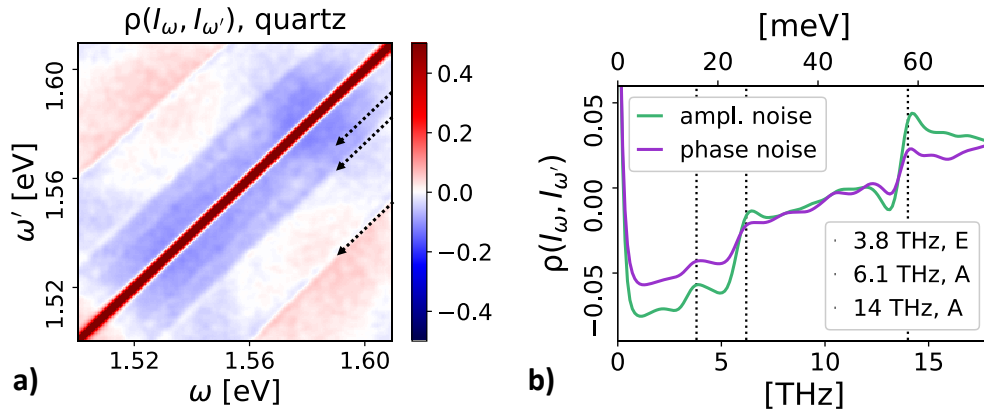 ρ(I_ω, I_ω′), quartz
1.60
1.56
1.52
ω′ [eV]
1.52
1.56
1.60
ω [eV]
0.4
0.2
0.0
−0.2
−0.4
a)
[meV]
0
20
40
60
ampl. noise
phase noise
0.05
0.00
−0.05
ρ(I_ω, I_ω′)
3.8 THz, E
6.1 THz, A
14 THz, A
0
5
10
15
[THz]
b)